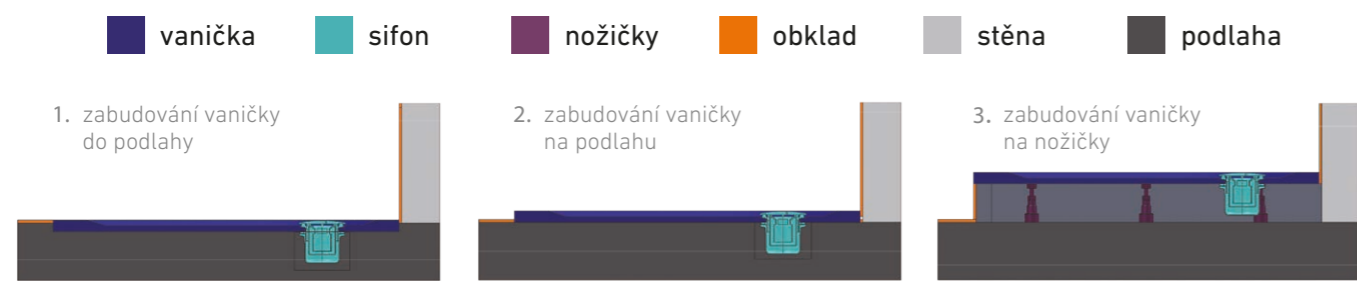 vanička sifon nožičky obklad stěna podlaha
1. zabudování vaničky
do podlahy
2. zabudování vaničky
na podlahu
3. zabudování vaničky
na nožičky